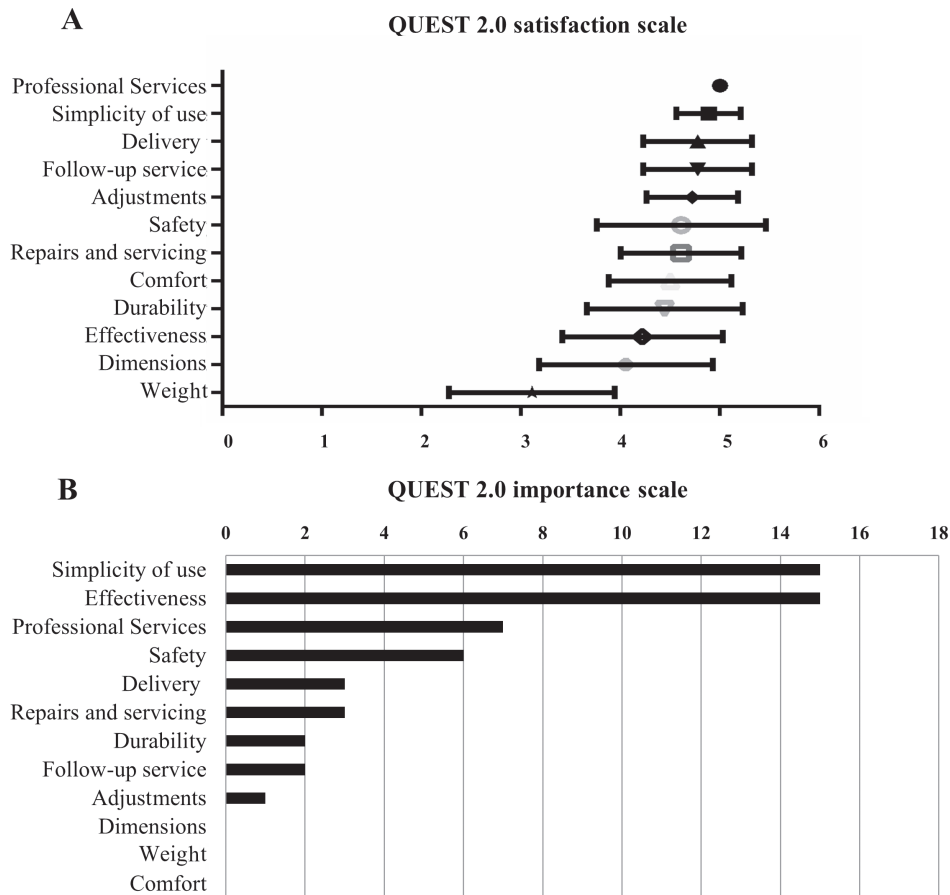 A
QUEST 2.0 satisfaction scale
Professional Services
Simplicity of use
Delivery
Follow-up service
Adjustments
Safety
Repairs and servicing
Comfort
Durability
Effectiveness
Dimensions
Weight
0 1 2 3 4 5 6
B
QUEST 2.0 importance scale
0 2 4 6 8 10 12 14 16 18
Simplicity of use
Effectiveness
Professional Services
Safety
Delivery
Repairs and servicing
Durability
Follow-up service
Adjustments
Dimensions
Weight
Comfort